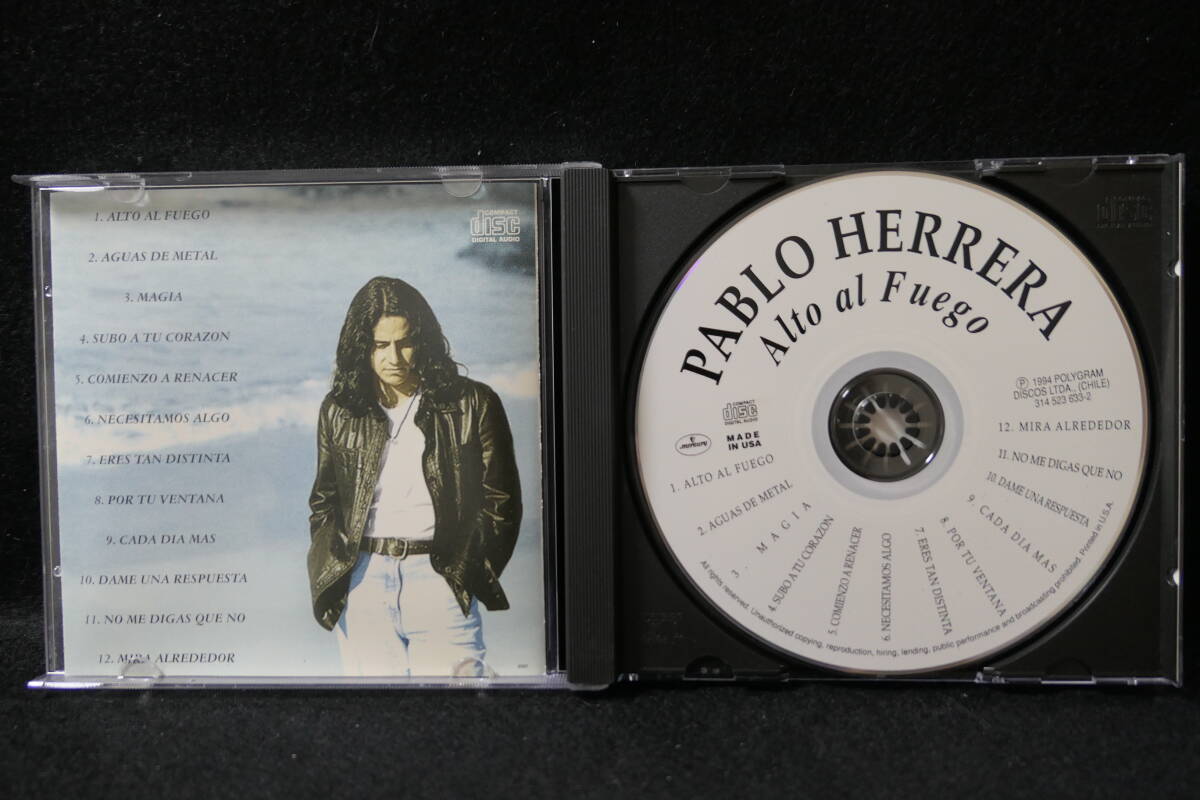 1. ALTO AL FUEGO
2. AGUAS DE METAL
3. MAGIA
4. SUBO A TU CORAZON
5. COMIENZO A RENACER
6. NECESITAMOS ALGO
7. ERES TAN DISTINTA
8. POR TU VENTANA
9. CADA DIA MAS
10. DAME UNA RESPUESTA
11. NO ME DIGAS QUE NO
12. MIRA ALREDEDOR
COMPACT
disc
DIGITAL AUDIO
PABLO HERRERA
Alto al Fuego
℗ 1994 POLYGRAM
DISCOS LTDA., (CHILE)
314 523 633-2
COMPACT
disc
DIGITAL AUDIO
mercury
MADE
IN USA
1. ALTO AL FUEGO
2. AGUAS DE METAL
3 MAGIA
4. SUBO A TU CORAZON
5. COMIENZO A RENACER
6. NECESITAMOS ALGO
7. ERES TAN DISTINTA
8. POR TU VENTANA
9. CADA DIA MAS
10. DAME UNA RESPUESTA
11. NO ME DIGAS QUE NO
12. MIRA ALREDEDOR
All rights reserved. Unauthorized copying, reproduction, hiring, lending, public performance and broadcasting prohibited. Printed in U.S.A.
COMPACT
disc